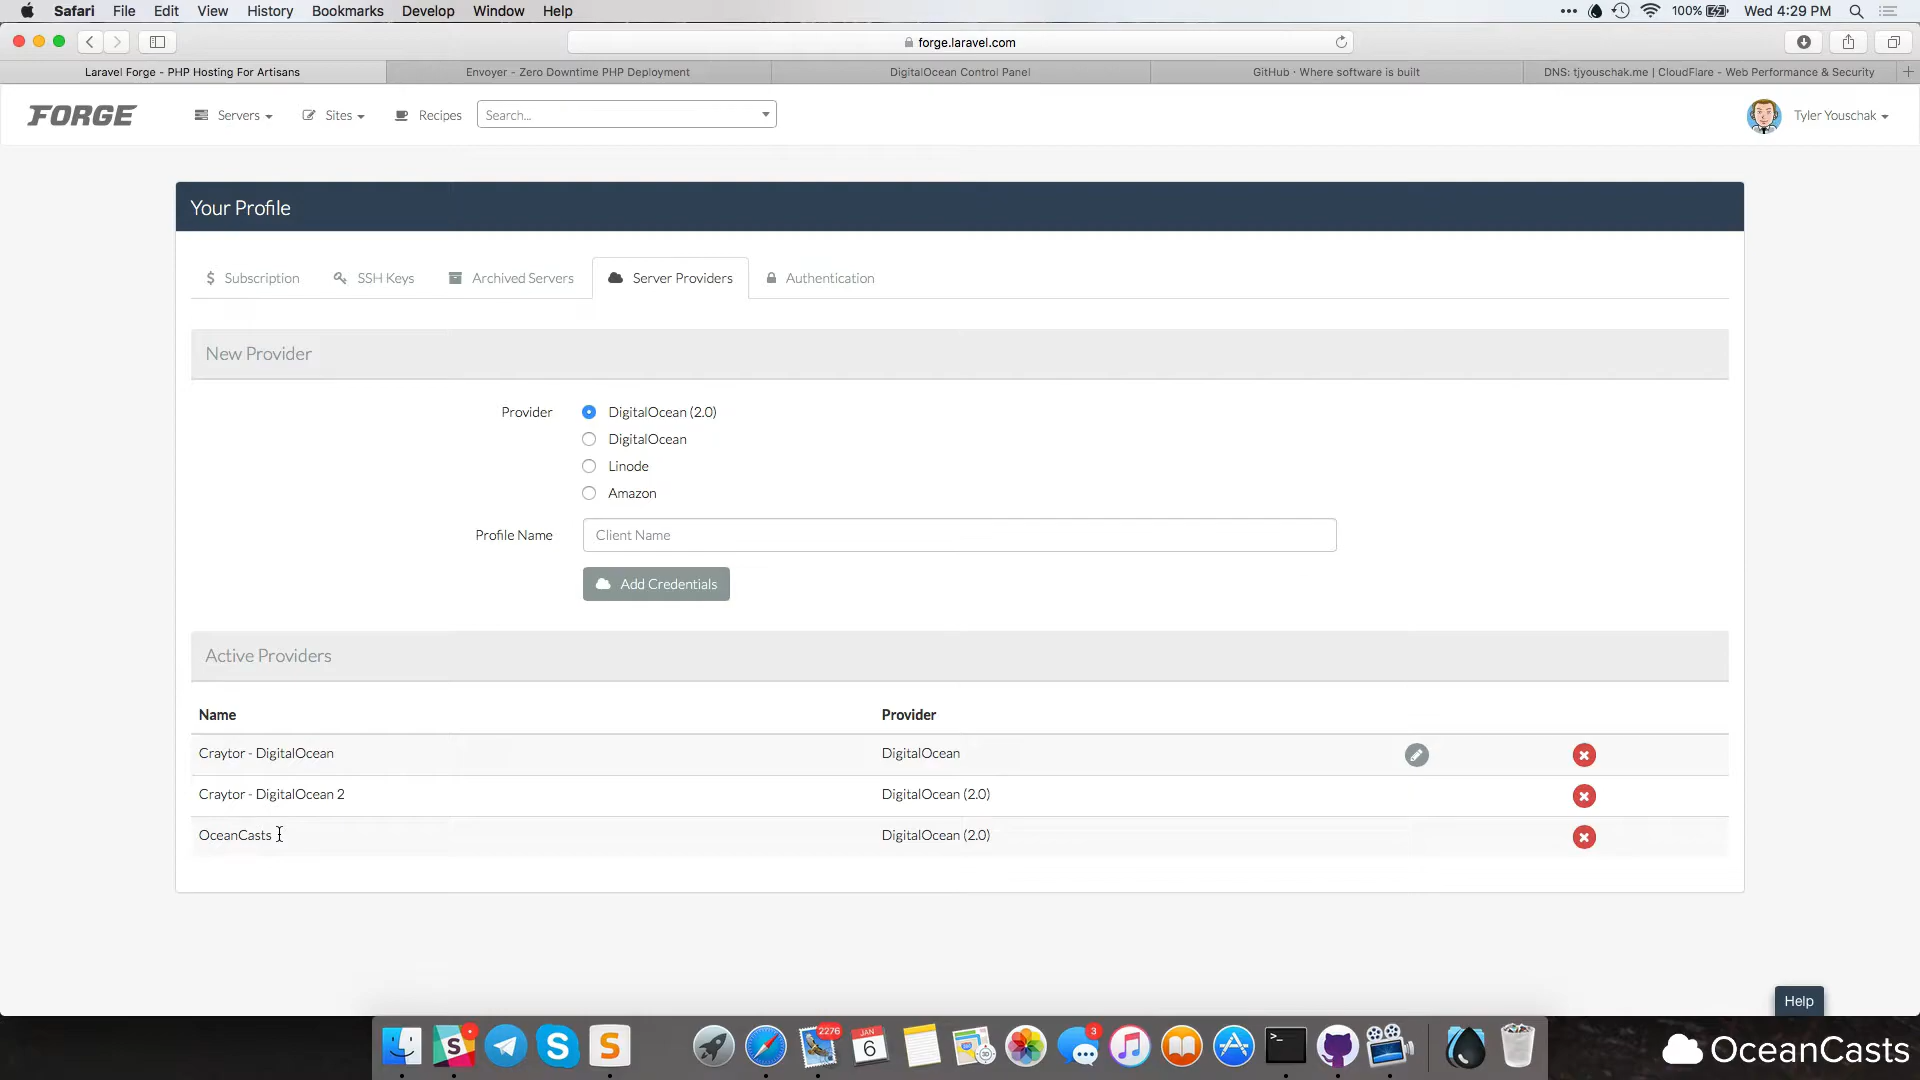 Safari File Edit View History Bookmarks Develop Window Help
100% Wed 4:29 PM
forge.laravel.com
Laravel Forge - PHP Hosting For Artisans
Envoyer - Zero Downtime PHP Deployment
DigitalOcean Control Panel
GitHub · Where software is built
DNS: tjyouschak.me | CloudFlare - Web Performance & Security
FORGE
Servers
Sites
Recipes
Search...
Tyler Youschak
Your Profile
Subscription
SSH Keys
Archived Servers
Server Providers
Authentication
New Provider
Provider
DigitalOcean (2.0)
DigitalOcean
Linode
Amazon
Profile Name
Client Name
Add Credentials
Active Providers
Name Provider
Craytor - DigitalOcean DigitalOcean
Craytor - DigitalOcean 2 DigitalOcean (2.0)
OceanCasts DigitalOcean (2.0)
Help
2276
JAN
6
3
OceanCasts